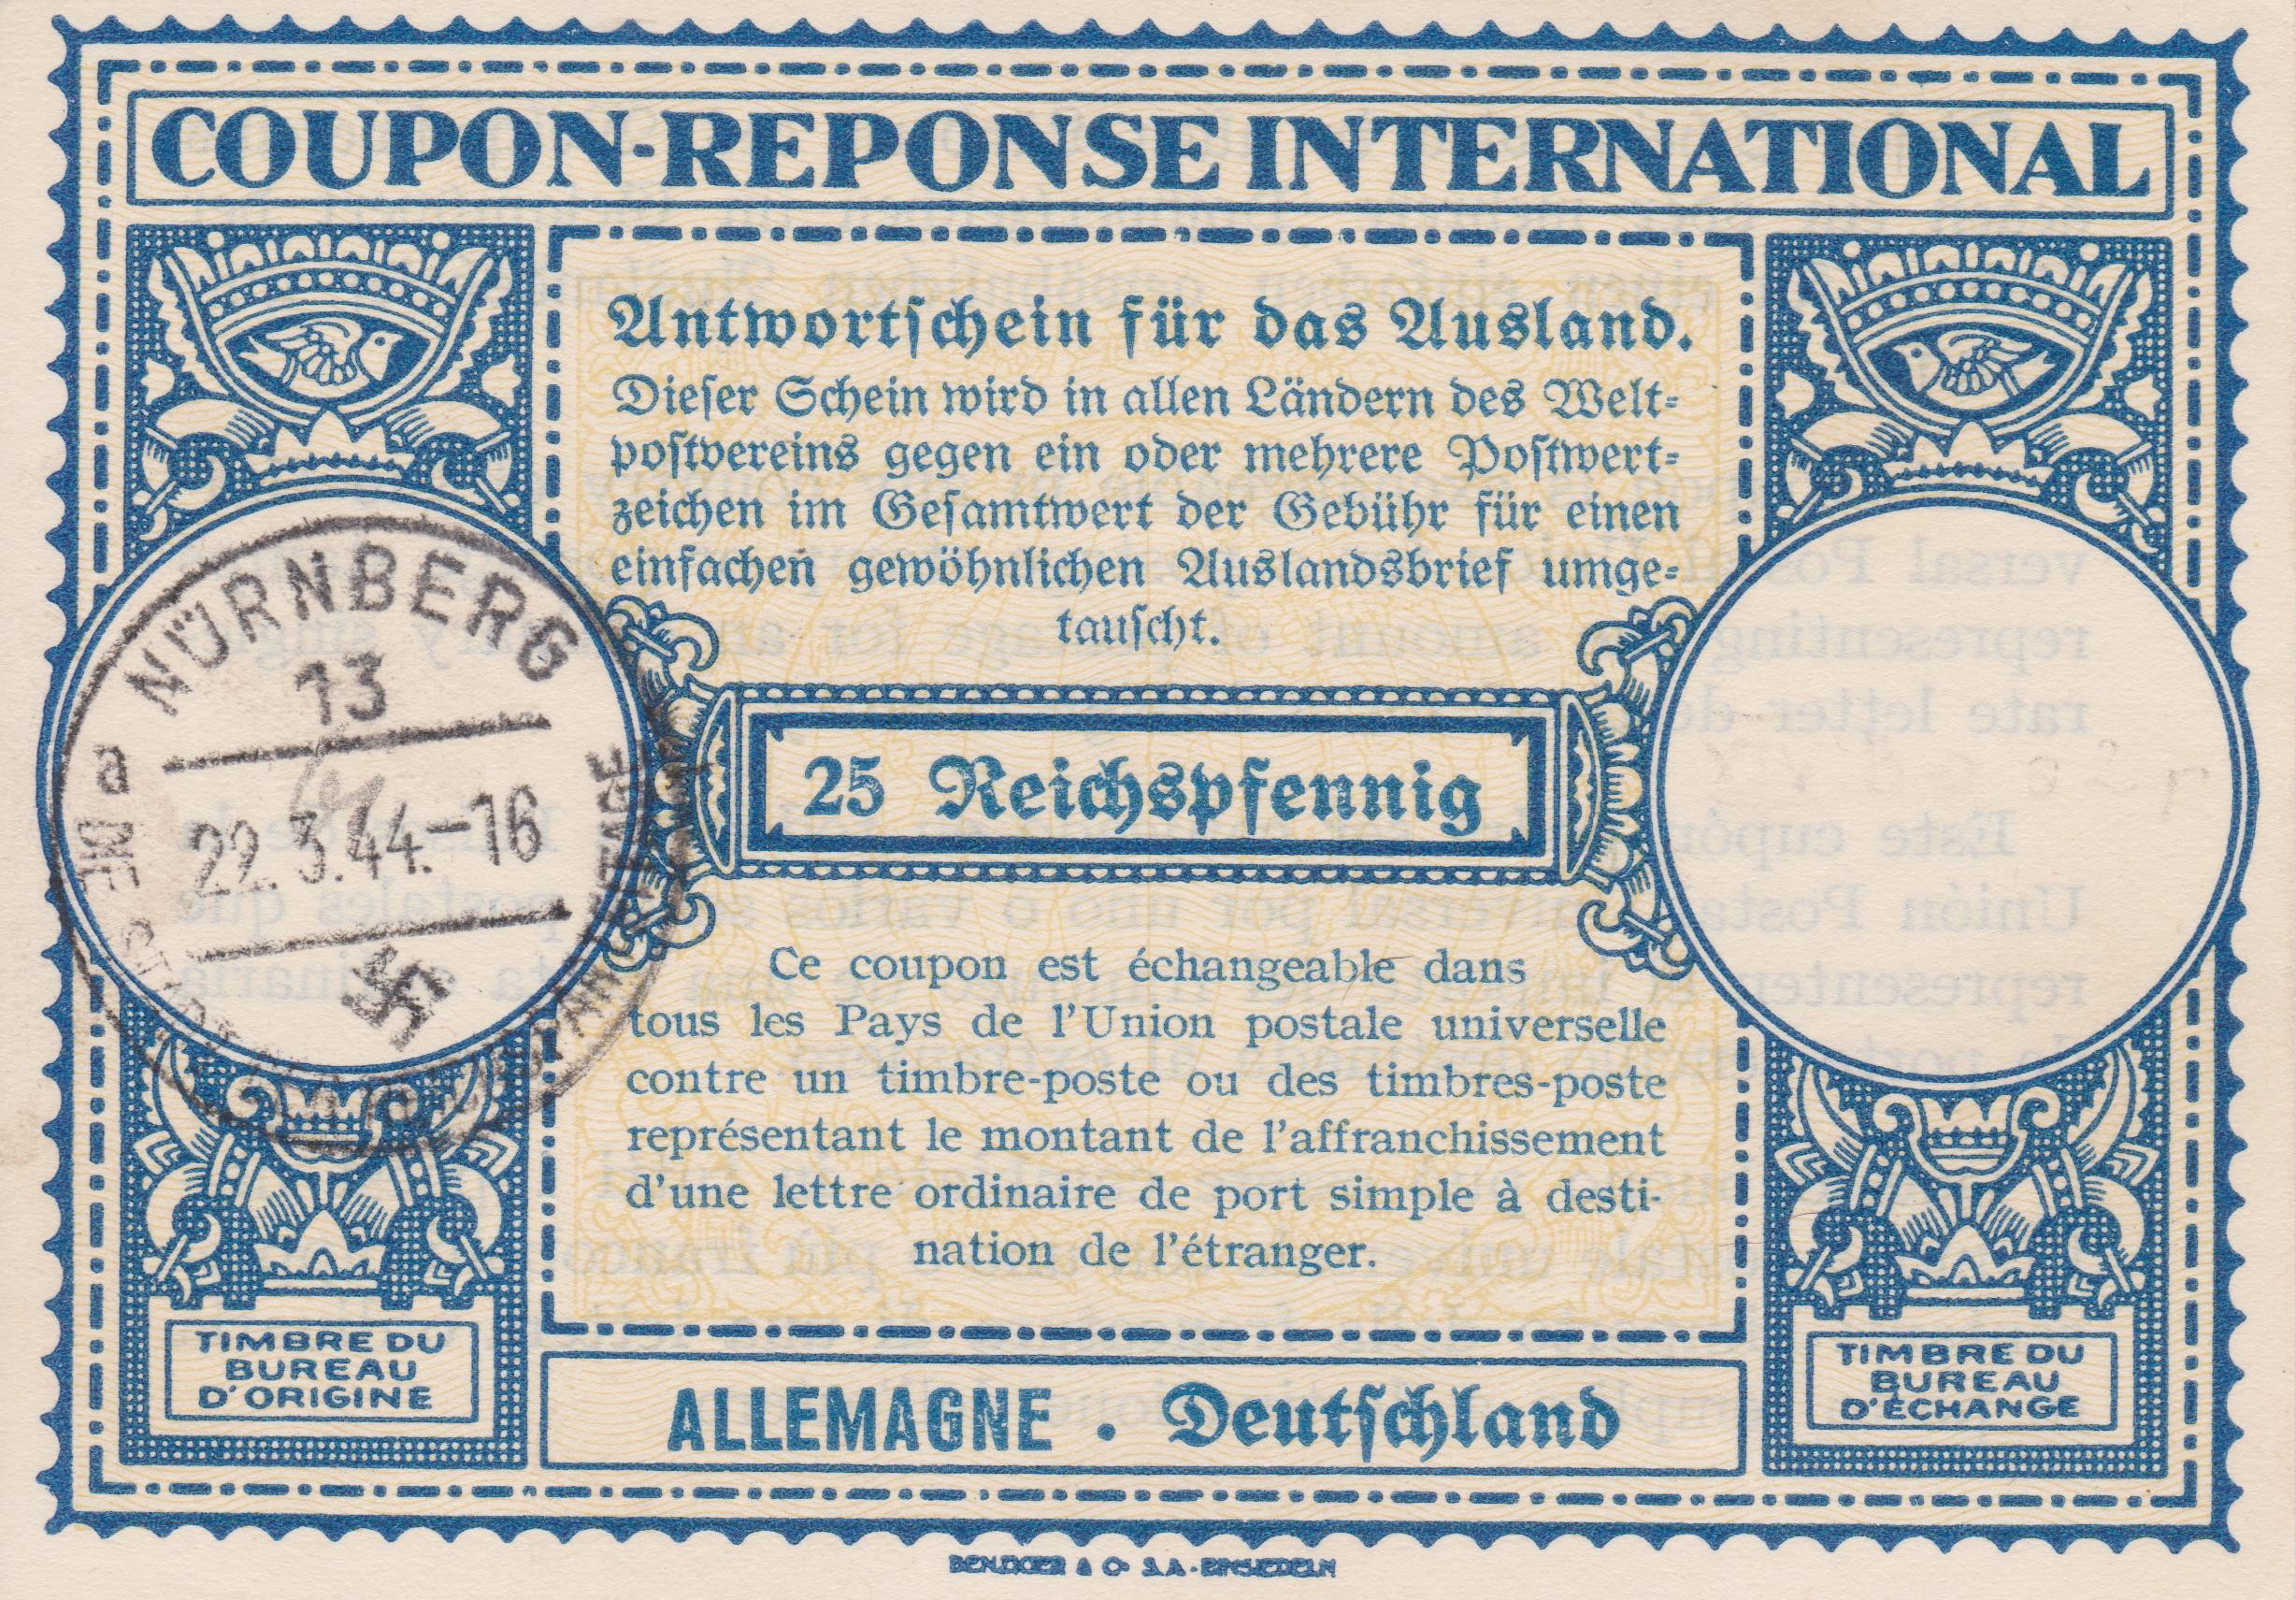 COUPON-REPONSE INTERNATIONAL
Antwortschein für das Ausland.
Dieser Schein wird in allen Ländern des Welt-
postvereins gegen ein oder mehrere Postwert-
zeichen im Gesamtwert der Gebühr für einen
einfachen gewöhnlichen Auslandsbrief umge-
tauscht.
NÜRNBERG
13
a
22.3.44.-16
25 Reichspfennig
Ce coupon est échangeable dans
tous les Pays de l'Union postale universelle
contre un timbre-poste ou des timbres-poste
représentant le montant de l'affranchissement
d'une lettre ordinaire de port simple à desti-
nation de l'étranger.
TIMBRE DU
BUREAU
D'ORIGINE
ALLEMAGNE . Deutschland
TIMBRE DU
BUREAU
D'ÉCHANGE
BENZIGER & Co S.A.-EINSIEDELN